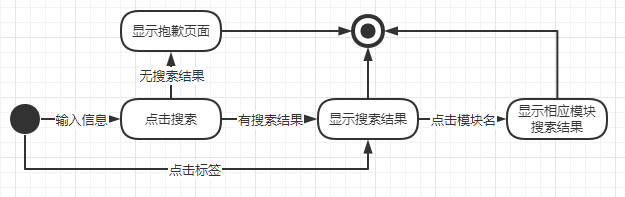 显示抱歉页面
无搜索结果
输入信息
点击搜索
有搜索结果
显示搜索结果
点击模块名
显示相应模块
搜索结果
点击标签